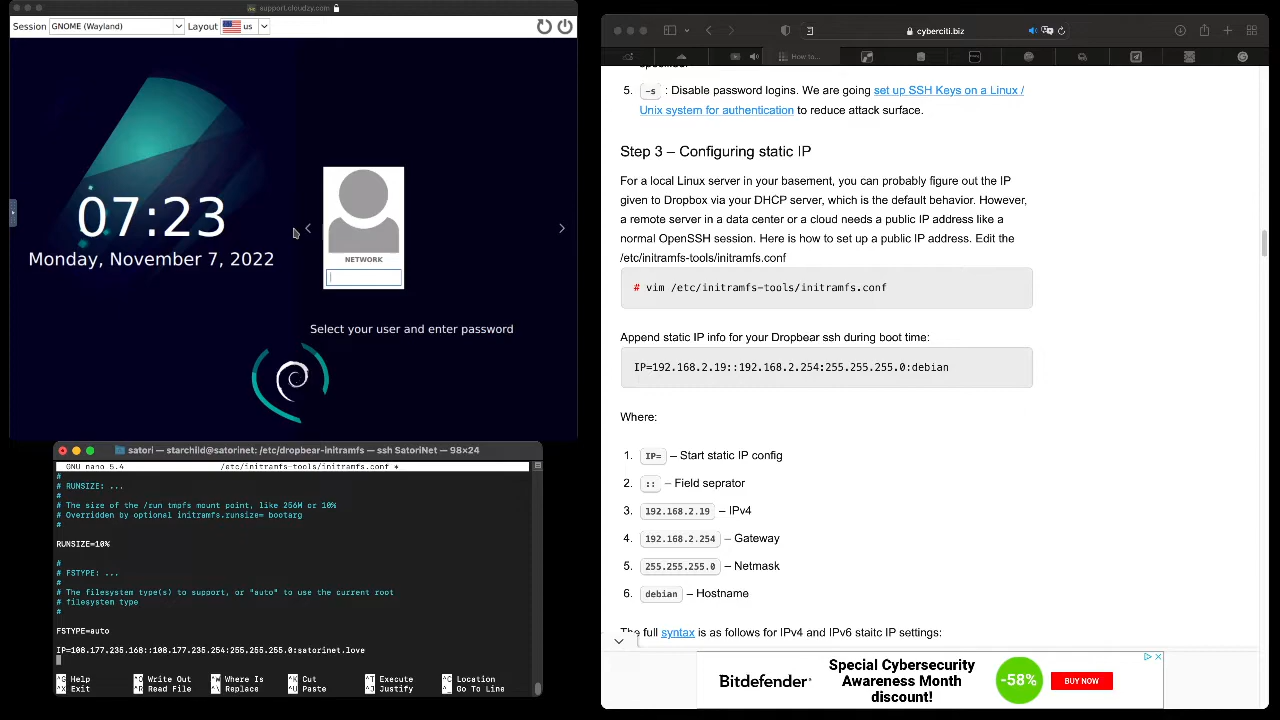 support.cloudzy.com
Session GNOME (Wayland) Layout us
07:23
Monday, November 7, 2022
NETWORK
Select your user and enter password
satori — starchild@satorinet: /etc/dropbear-initramfs — ssh SatoriNet — 98×24
GNU nano 5.4 /etc/initramfs-tools/initramfs.conf *
#
# RUNSIZE: ...
#
# The size of the /run tmpfs mount point, like 256M or 10%
# Overridden by optional initramfs.runsize= bootarg
#
RUNSIZE=10%
#
# FSTYPE: ...
#
# The filesystem type(s) to support, or "auto" to use the current root
# filesystem type
#
FSTYPE=auto
IP=108.177.235.168::108.177.235.254:255.255.255.0:satorinet.love
^G Help ^O Write Out ^W Where Is ^K Cut ^T Execute ^C Location
^X Exit ^R Read File ^\ Replace ^U Paste ^J Justify ^_ Go To Line
cyberciti.biz
How to...
5. -s : Disable password logins. We are going set up SSH Keys on a Linux /
Unix system for authentication to reduce attack surface.
Step 3 – Configuring static IP
For a local Linux server in your basement, you can probably figure out the IP
given to Dropbox via your DHCP server, which is the default behavior. However,
a remote server in a data center or a cloud needs a public IP address like a
normal OpenSSH session. Here is how to set up a public IP address. Edit the
/etc/initramfs-tools/initramfs.conf
# vim /etc/initramfs-tools/initramfs.conf
Append static IP info for your Dropbear ssh during boot time:
IP=192.168.2.19::192.168.2.254:255.255.255.0:debian
Where:
1. IP= – Start static IP config
2. :: – Field seprator
3. 192.168.2.19 – IPv4
4. 192.168.2.254 – Gateway
5. 255.255.255.0 – Netmask
6. debian – Hostname
The full syntax is as follows for IPv4 and IPv6 staitc IP settings:
Bitdefender
Special Cybersecurity
Awareness Month
discount!
-58%
BUY NOW